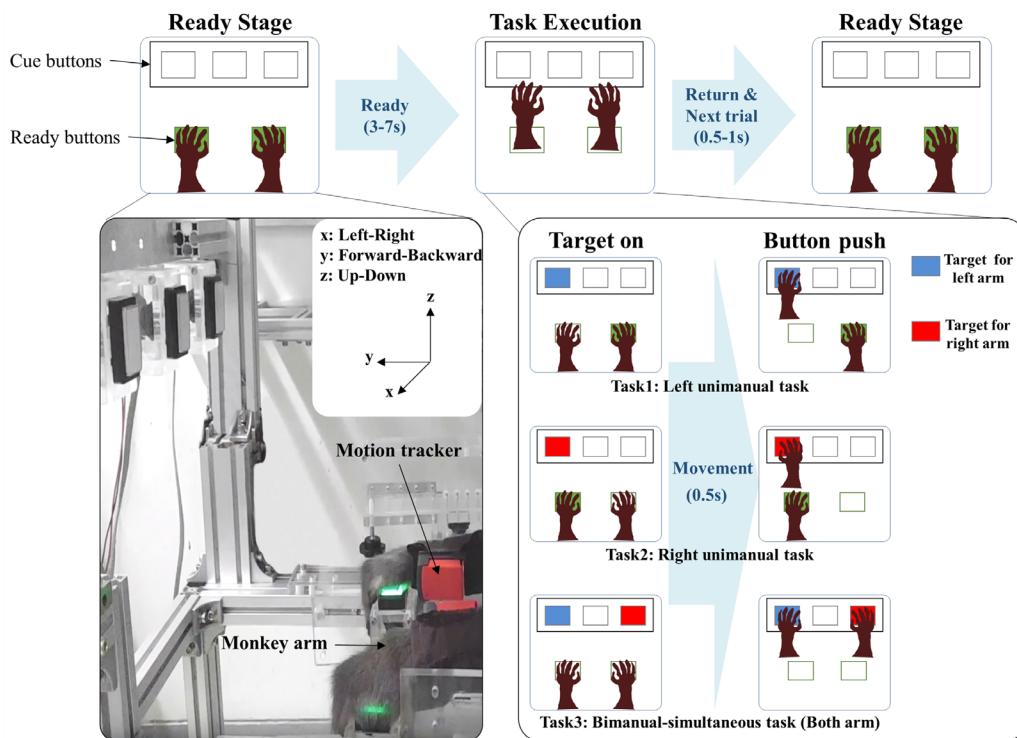 Ready Stage
Task Execution
Ready Stage
Cue buttons
Ready buttons
Ready
(3-7s)
Return &
Next trial
(0.5-1s)
x: Left-Right
y: Forward-Backward
z: Up-Down
z
y
x
Motion tracker
Monkey arm
Target on
Button push
Target for
left arm
Target for
right arm
Task1: Left unimanual task
Movement
(0.5s)
Task2: Right unimanual task
Task3: Bimanual-simultaneous task (Both arm)